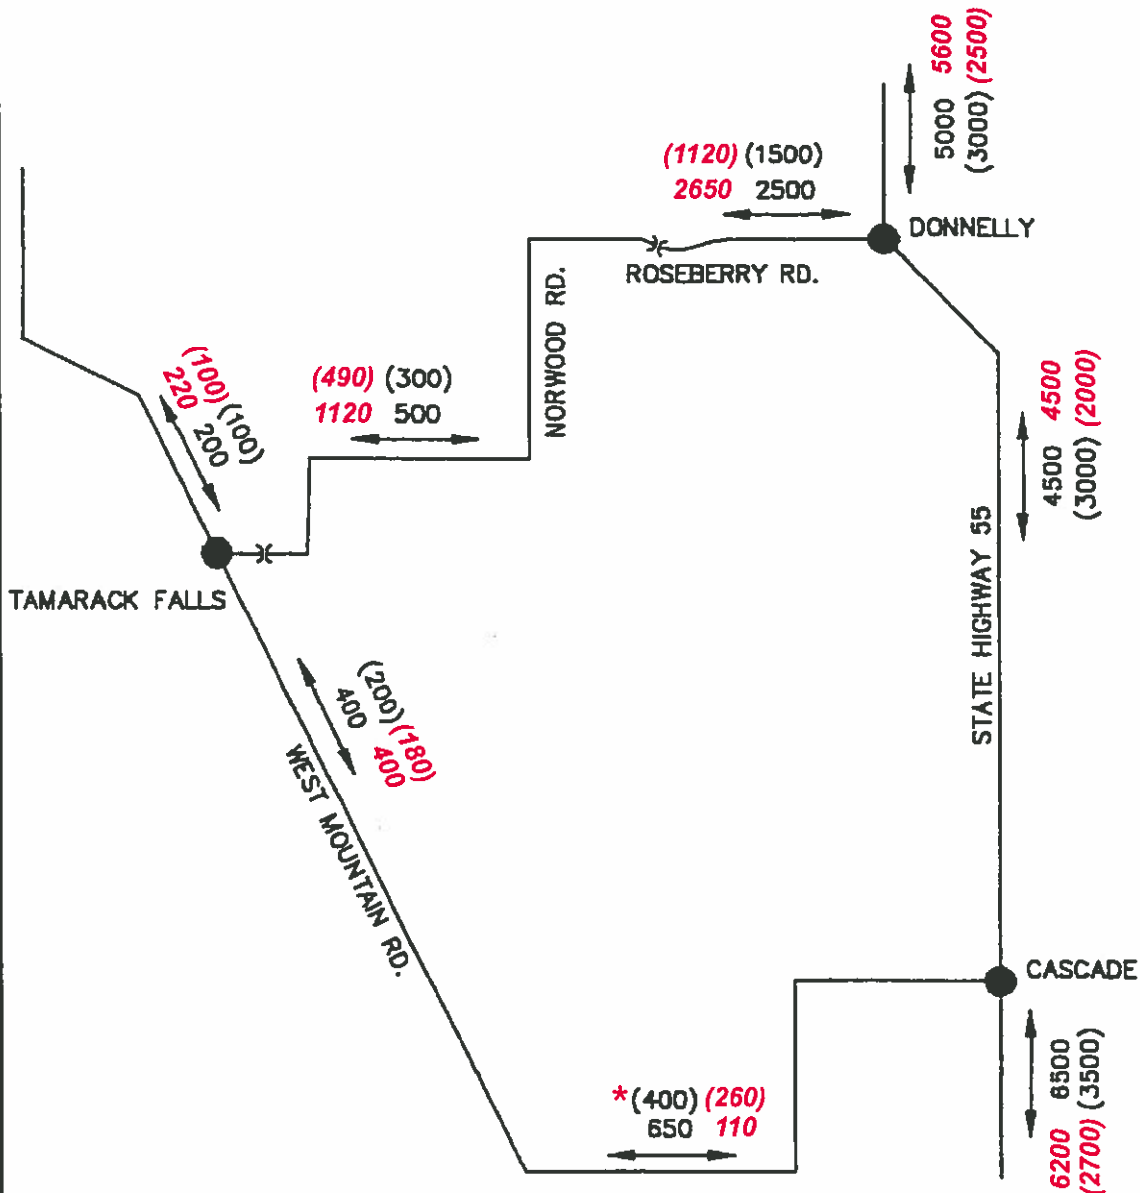 5600 (2500)
5000 (3000)
(1120) (1500)
2650 2500
DONNELLY
ROSEBERRY RD.
NORWOOD RD.
(100) (100)
220 200
(490) (300)
1120 500
4500 4500
(3000) (2000)
STATE HIGHWAY 55
TAMARACK FALLS
(200) (180)
400 400
WEST MOUNTAIN RD.
CASCADE
*(400) (260)
650 110
6200 6500
(2700) (3500)